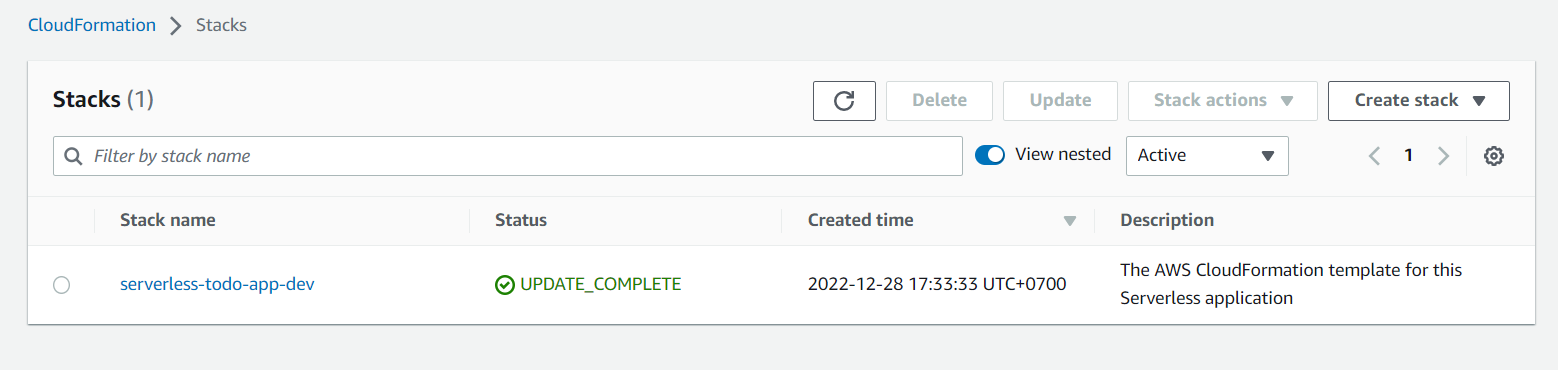 CloudFormation > Stacks
Stacks (1)
Delete
Update
Stack actions
Create stack
Filter by stack name
View nested
Active
1
Stack name
Status
Created time
Description
serverless-todo-app-dev
UPDATE_COMPLETE
2022-12-28 17:33:33 UTC+0700
The AWS CloudFormation template for this
Serverless application